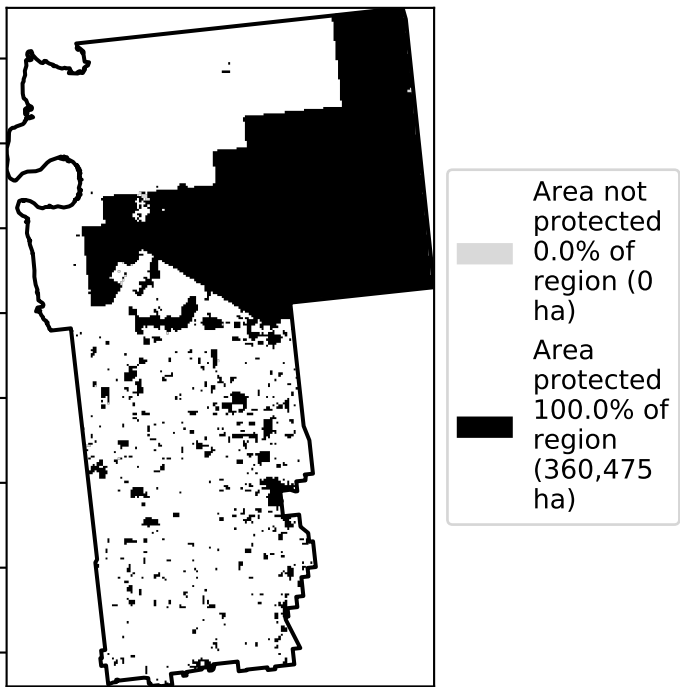 Area not
protected
0.0% of
region (0
ha)
Area
protected
100.0% of
region
(360,475
ha)